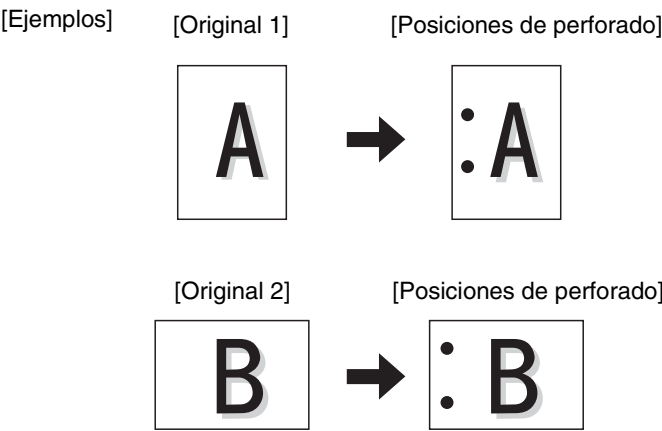 [Ejemplos] [Original 1] [Posiciones de perforado]
A A
[Original 2] [Posiciones de perforado]
B B